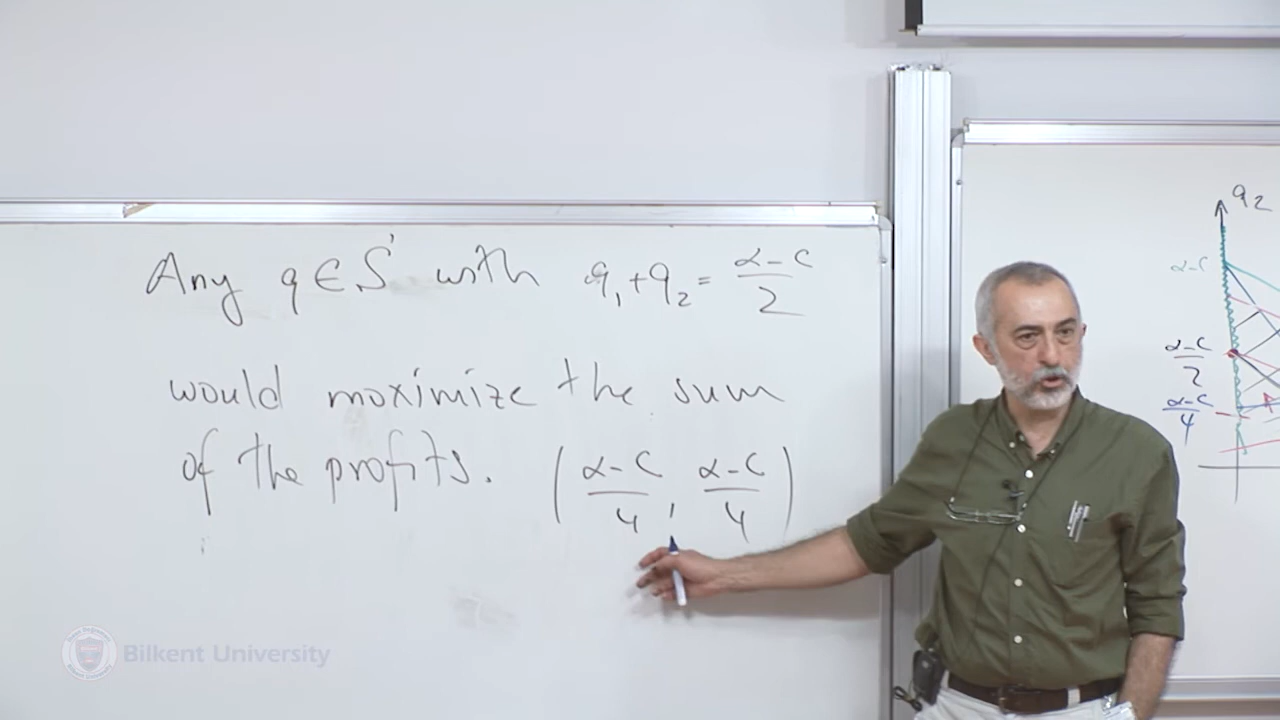 Any q ∈ S with q₁ + q₂ = (α-c)/2
would moximize the sum
of the profits. ((α-c)/4, (α-c)/4)
q₂
α-c
(α-c)/2
(α-c)/4
Bilkent University